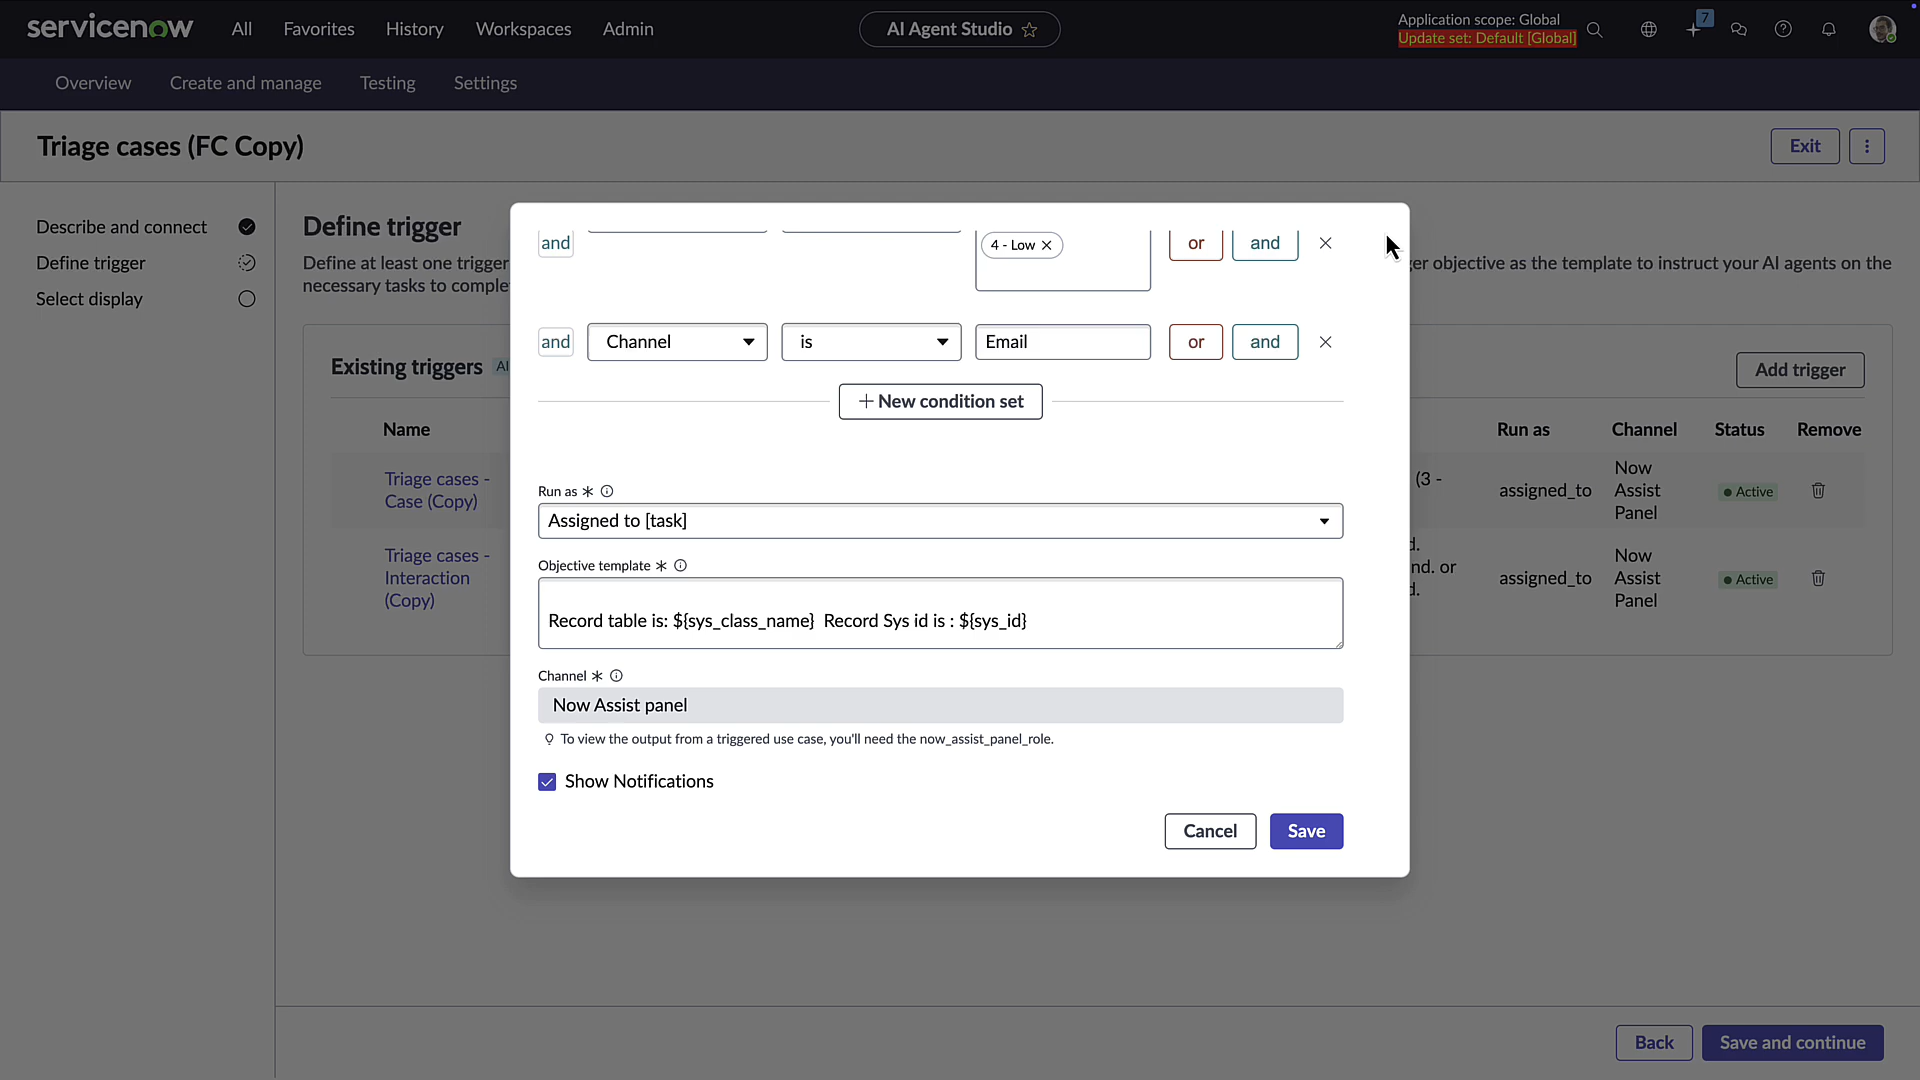 servicenow
All
Favorites
History
Workspaces
Admin
AI Agent Studio
Application scope: Global
Update set: Default [Global]
7
Overview
Create and manage
Testing
Settings
Triage cases (FC Copy)
Exit
Describe and connect
Define trigger
Select display
Define trigger
Define at least one trigger
er objective as the template to instruct your AI agents on the
necessary tasks to comple
Existing triggers
AI
Add trigger
Name
Run as
Channel
Status
Remove
Triage cases -
Case (Copy)
(3 -
assigned_to
Now
Assist
Panel
Active
Triage cases -
Interaction
(Copy)
d.
nd. or
d.
assigned_to
Now
Assist
Panel
Active
and
4 - Low
or
and
and
Channel
is
Email
or
and
New condition set
Run as
Assigned to [task]
Objective template
Record table is: ${sys_class_name}  Record Sys id is : ${sys_id}
Channel
Now Assist panel
To view the output from a triggered use case, you'll need the now_assist_panel_role.
Show Notifications
Cancel
Save
Back
Save and continue